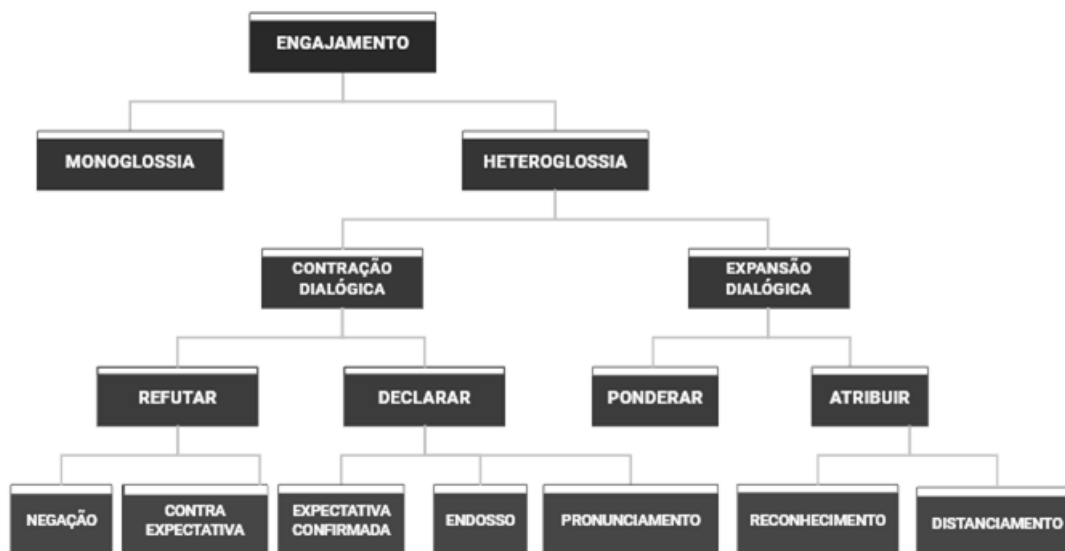 ENGAJAMENTO
MONOGLOSSIA
HETEROGLOSSIA
CONTRAÇÃO
DIALÓGICA
EXPANSÃO
DIALÓGICA
REFUTAR
DECLARAR
PONDERAR
ATRIBUIR
NEGAÇÃO
CONTRA
EXPECTATIVA
EXPECTATIVA
CONFIRMADA
ENDOSSO
PRONUNCIAMENTO
RECONHECIMENTO
DISTANCIAMENTO